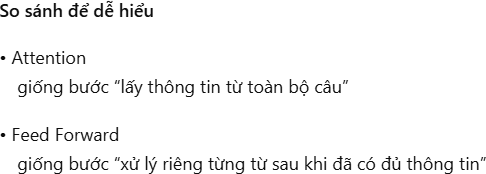 So sánh để dễ hiểu
• Attention
giống bước “lấy thông tin từ toàn bộ câu”
• Feed Forward
giống bước “xử lý riêng từng từ sau khi đã có đủ thông tin”